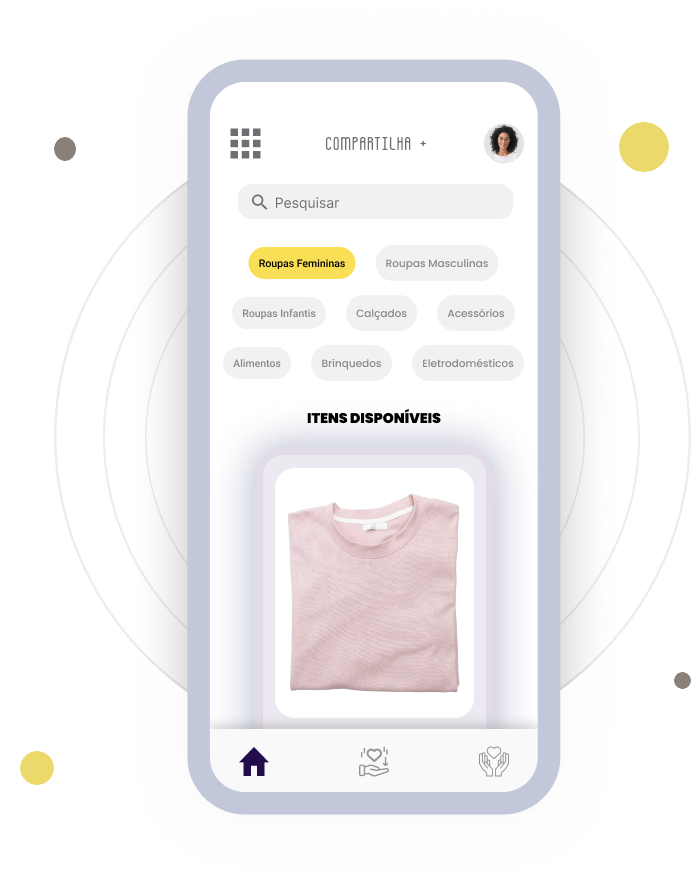 COMPARTILHA +
Pesquisar
Roupas Femininas Roupas Masculinas
Roupas Infantis Calçados Acessórios
Alimentos Brinquedos Eletrodomésticos
ITENS DISPONÍVEIS